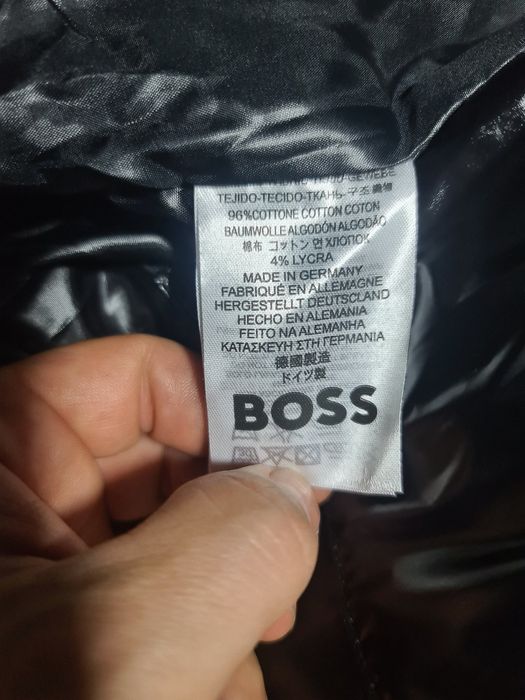 TEJIDO-TECIDO-ТКАНЬ-
96%COTTONE COTTON COTON
BAUMWOLLE ALGODÓN ALGODÃO
棉布 コットン 면 ХЛОПОК
4% LYCRA
MADE IN GERMANY
FABRIQUÉ EN ALLEMAGNE
HERGESTELLT DEUTSCLAND
HECHO EN ALEMANIA
FEITO NA ALEMANHA
ΚΑΤΑΣΚΕΥΗ ΣΤΗ ΓΕΡΜΑΝΙΑ
德國製造
ドイツ製
BOSS